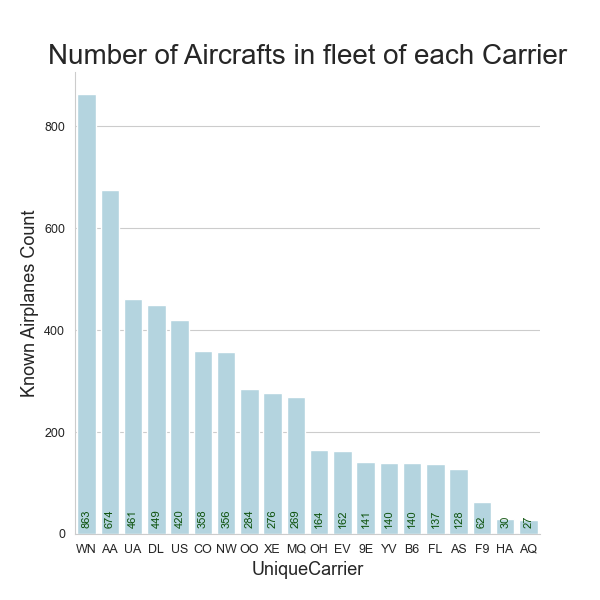 Number of Aircrafts in fleet of each Carrier
Known Airplanes Count
800
600
400
200
0
863 674 461 449 420 358 356 284 276 269 164 162 141 140 140 137 128 62 30 27
WN AA UA DL US CO NW OO XE MQ OH EV 9E YV B6 FL AS F9 HA AQ
UniqueCarrier